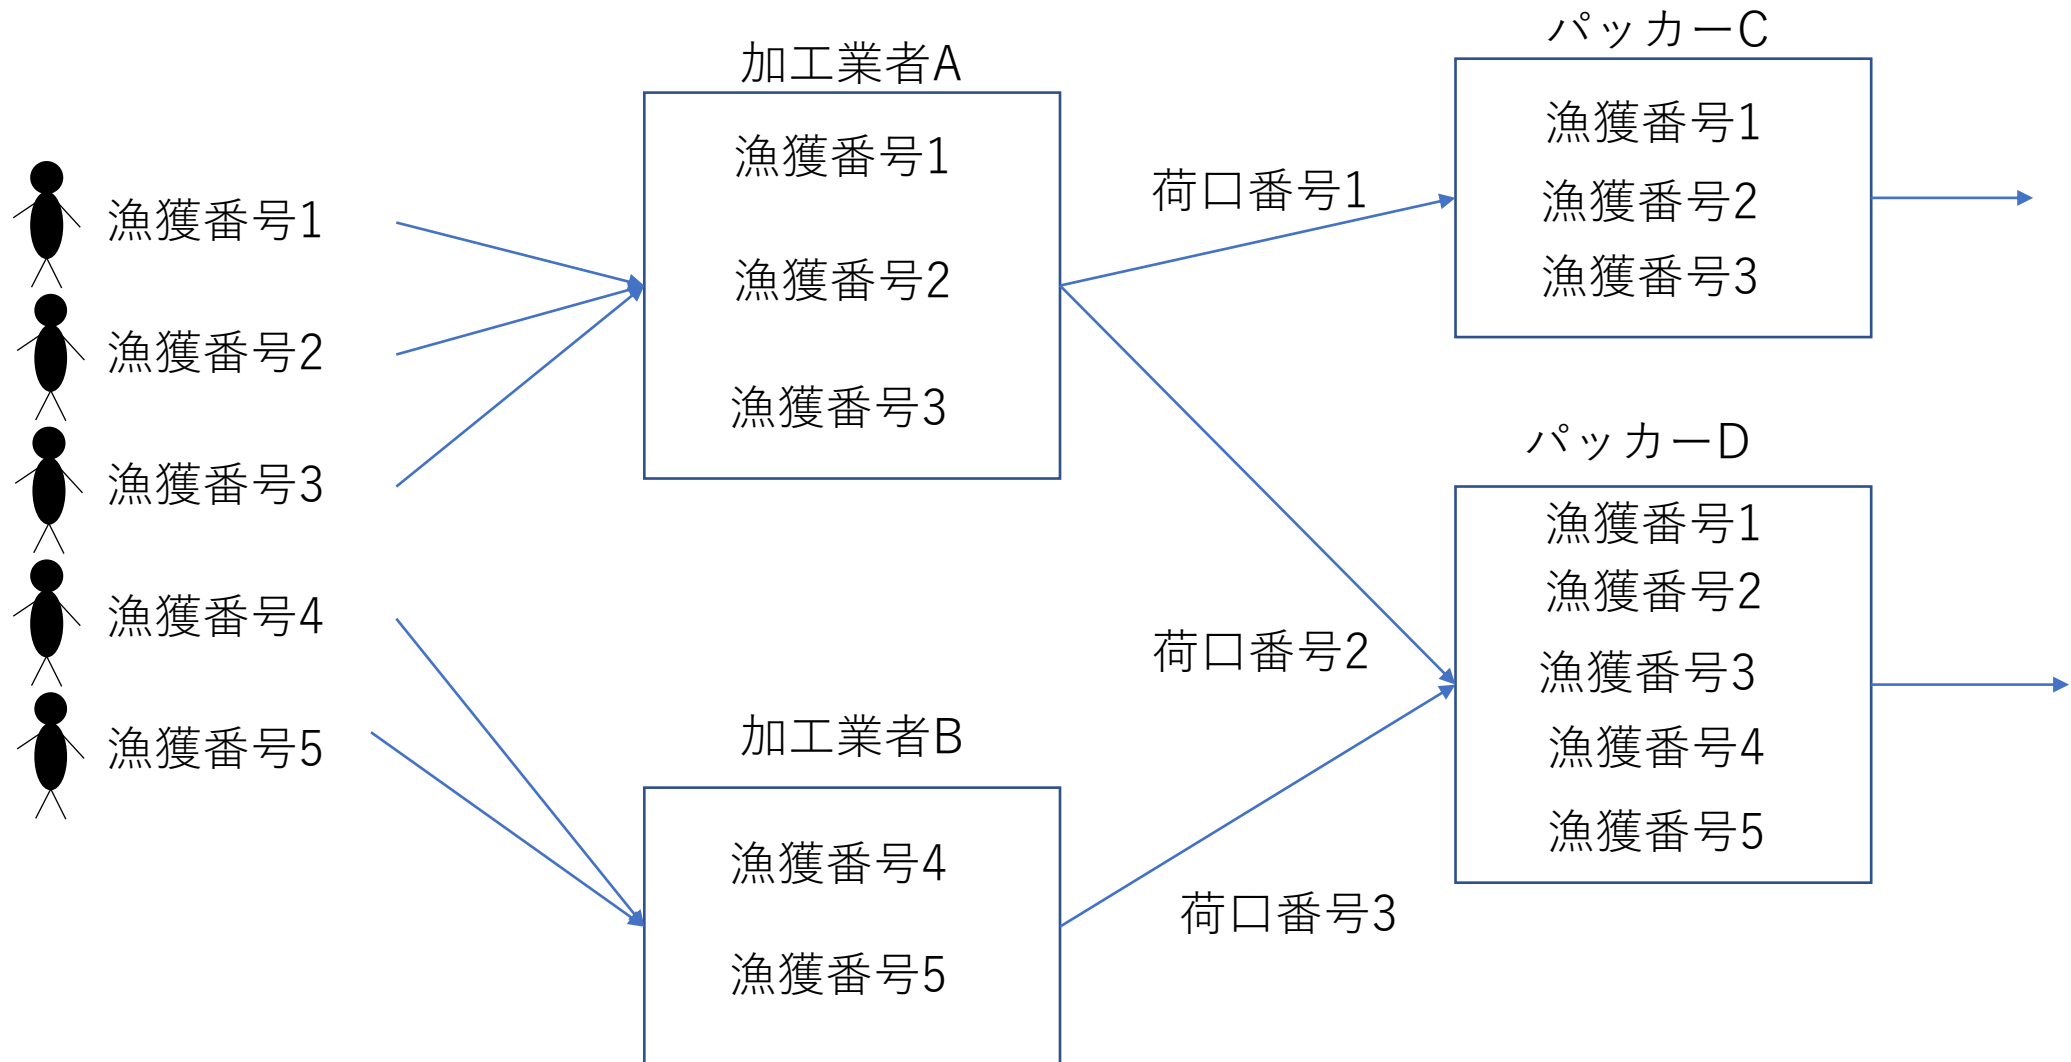 漁獲番号1
漁獲番号2
漁獲番号3
漁獲番号4
漁獲番号5
加工業者A
漁獲番号1
漁獲番号2
漁獲番号3
加工業者B
漁獲番号4
漁獲番号5
荷口番号1
荷口番号2
荷口番号3
パッカーC
漁獲番号1
漁獲番号2
漁獲番号3
パッカーD
漁獲番号1
漁獲番号2
漁獲番号3
漁獲番号4
漁獲番号5